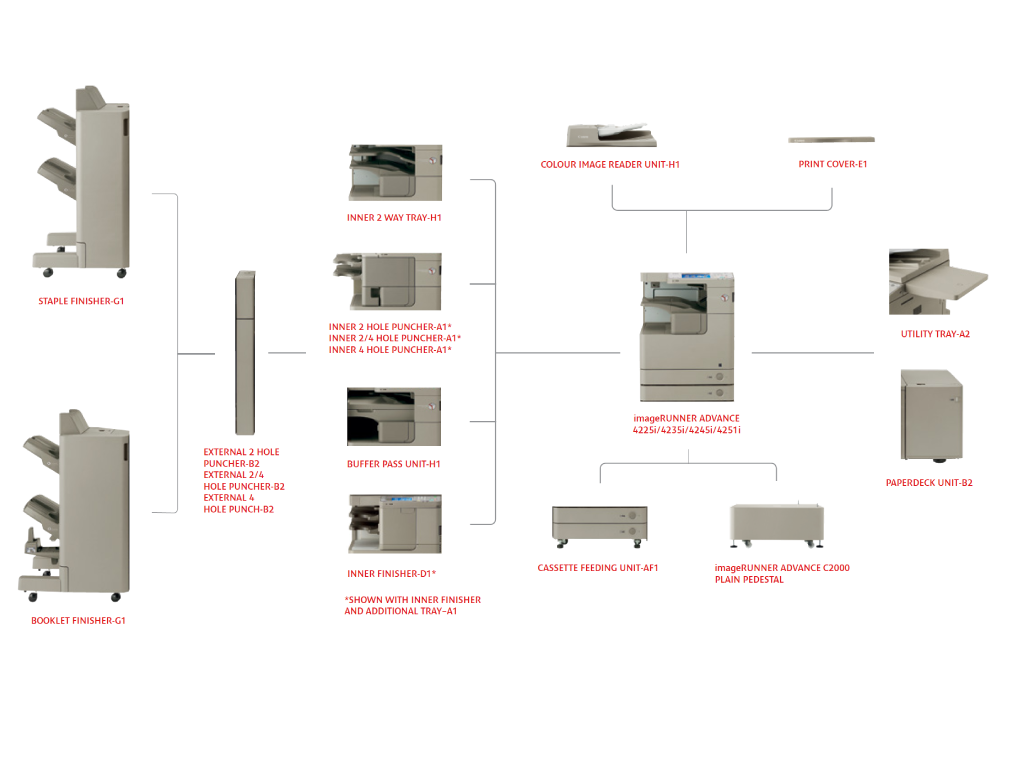 COLOUR IMAGE READER UNIT-H1
PRINT COVER-E1
INNER 2 WAY TRAY-H1
STAPLE FINISHER-G1
INNER 2 HOLE PUNCHER-A1*
INNER 2/4 HOLE PUNCHER-A1*
INNER 4 HOLE PUNCHER-A1*
UTILITY TRAY-A2
imageRUNNER ADVANCE
4225i/4235i/4245i/4251i
EXTERNAL 2 HOLE
PUNCHER-B2
EXTERNAL 2/4
HOLE PUNCHER-B2
EXTERNAL 4
HOLE PUNCH-B2
BUFFER PASS UNIT-H1
PAPERDECK UNIT-B2
INNER FINISHER-D1*
CASSETTE FEEDING UNIT-AF1
imageRUNNER ADVANCE C2000
PLAIN PEDESTAL
*SHOWN WITH INNER FINISHER
AND ADDITIONAL TRAY–A1
BOOKLET FINISHER-G1